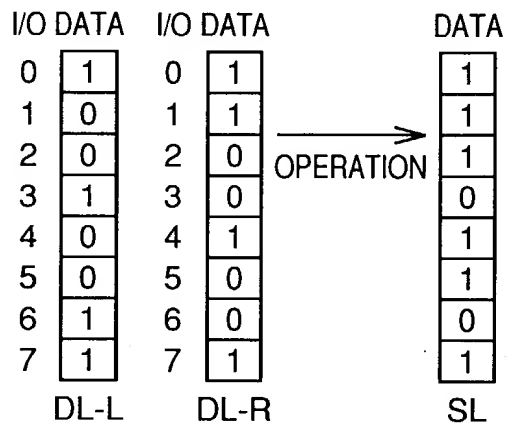 I/O DATA I/O DATA DATA
0 1 0 1 1
1 0 1 1 1
2 0 2 0 1
3 1 3 0 0
4 0 4 1 1
5 0 5 0 1
6 1 6 0 0
7 1 7 1 1
OPERATION
DL-L DL-R SL